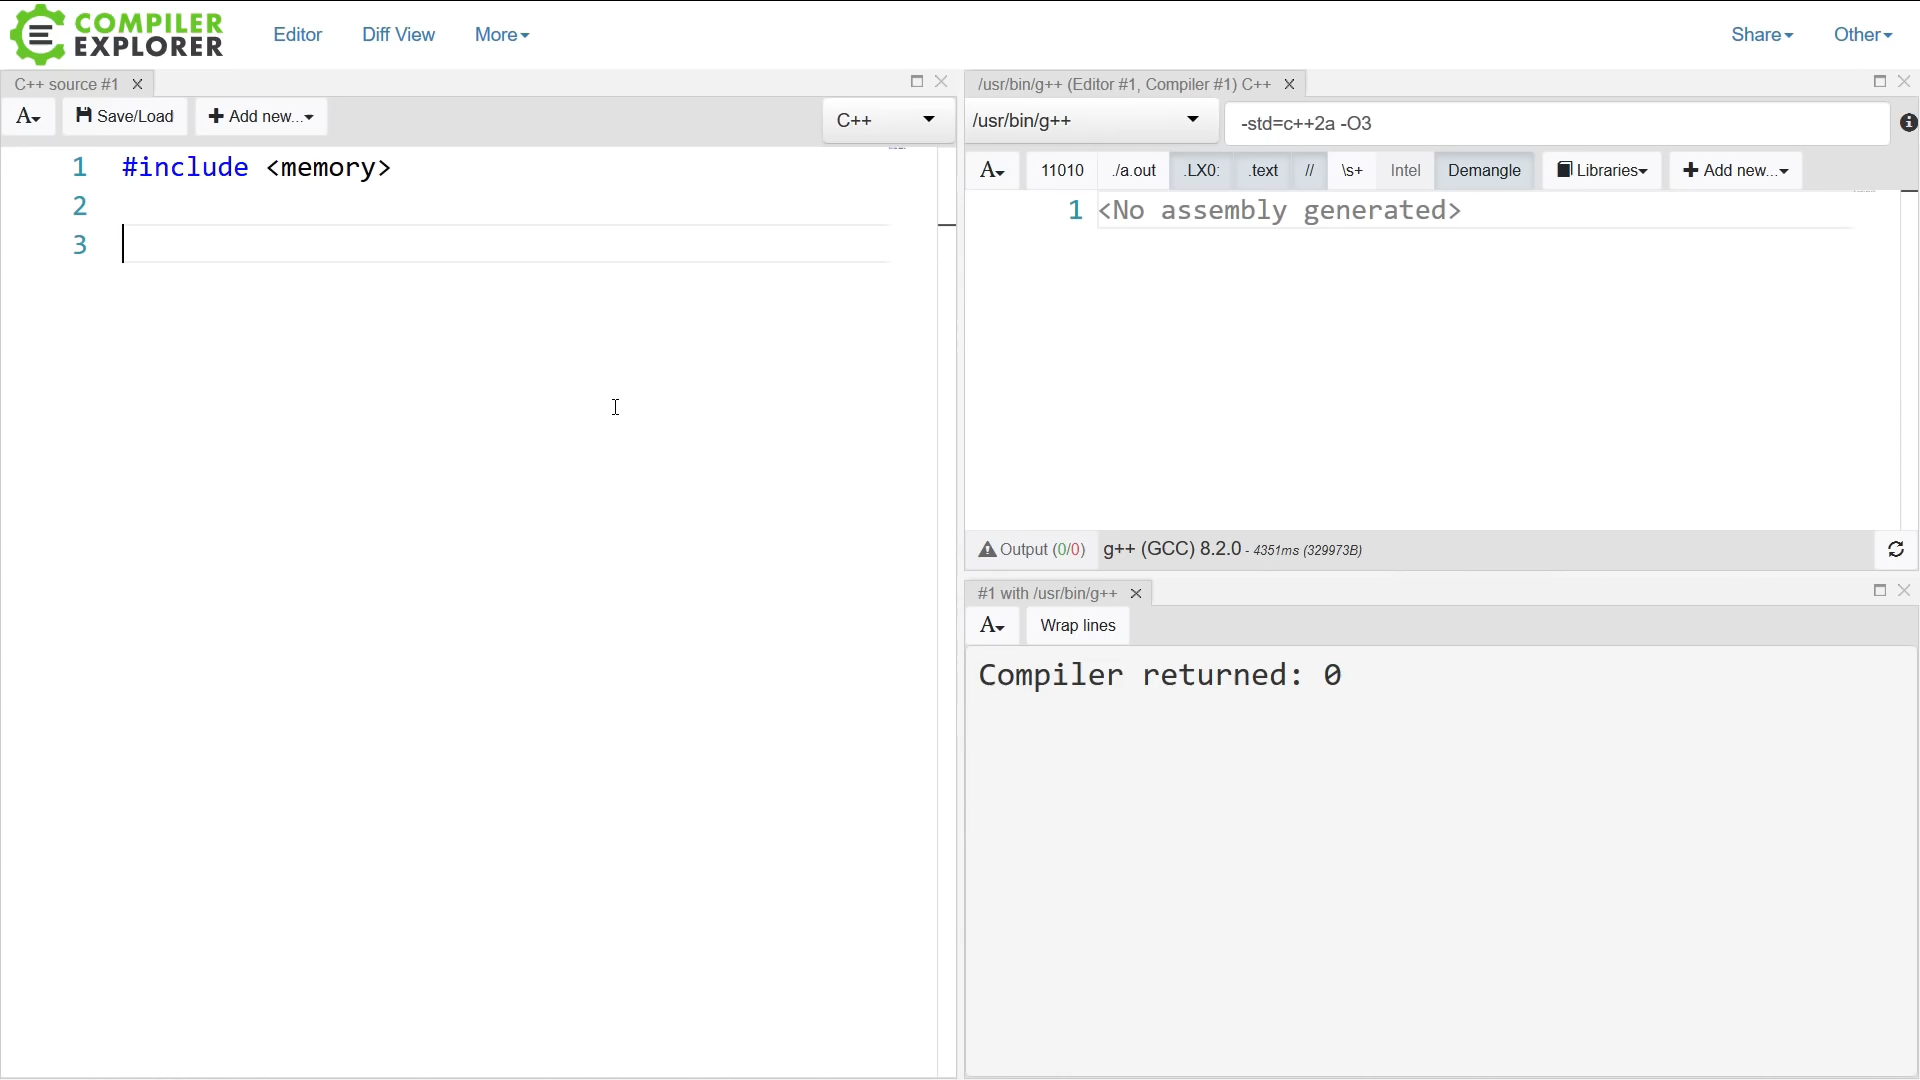 COMPILER
EXPLORER
Editor
Diff View
More
Share
Other
C++ source #1
A
Save/Load
Add new...
C++
1 #include <memory>
2
3
/usr/bin/g++ (Editor #1, Compiler #1) C++
/usr/bin/g++
-std=c++2a -O3
A
11010
./a.out
.LX0:
.text
//
\s+
Intel
Demangle
Libraries
Add new...
1 <No assembly generated>
Output (0/0)
g++ (GCC) 8.2.0 - 4351ms (329973B)
#1 with /usr/bin/g++
A
Wrap lines
Compiler returned: 0